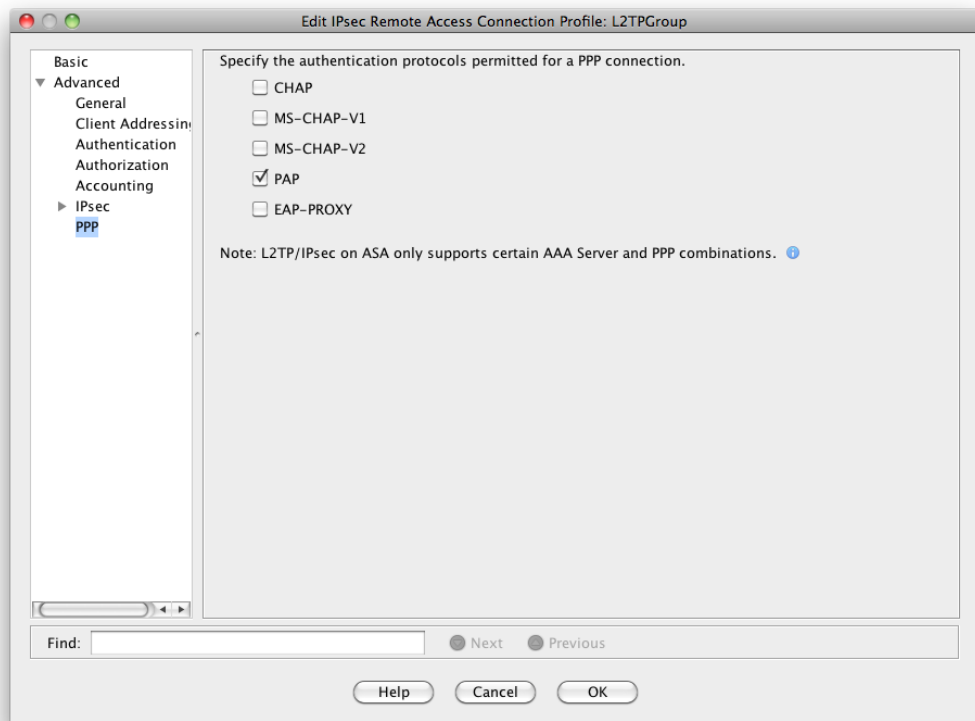 Edit IPsec Remote Access Connection Profile: L2TPGroup
Basic
Advanced
General
Client Addressin
Authentication
Authorization
Accounting
IPsec
PPP
Specify the authentication protocols permitted for a PPP connection.
CHAP
MS-CHAP-V1
MS-CHAP-V2
PAP
EAP-PROXY
Note: L2TP/IPsec on ASA only supports certain AAA Server and PPP combinations.
Find:
Next
Previous
Help
Cancel
OK